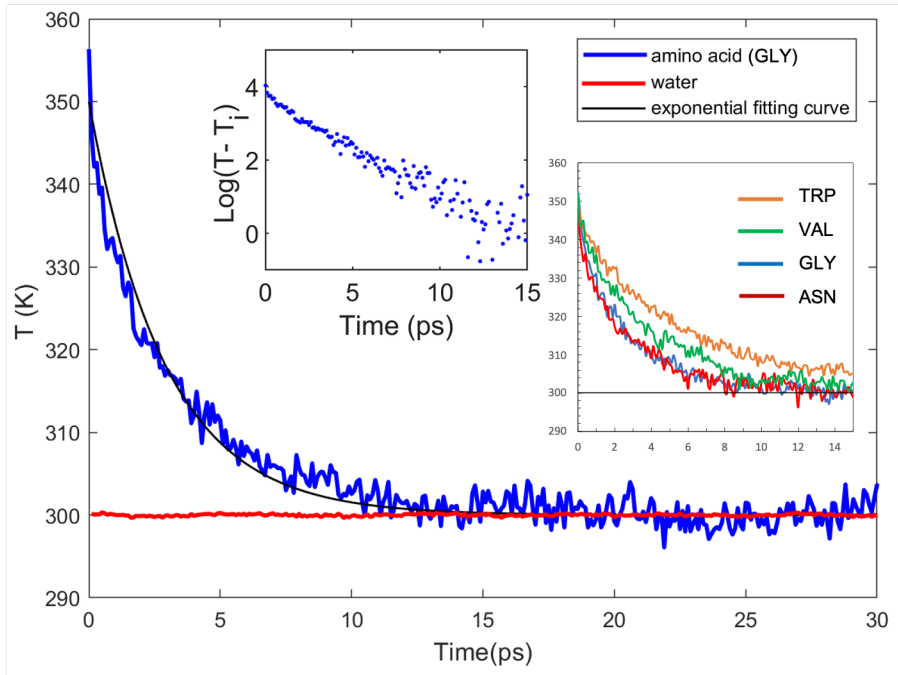 360
350
340
330
320
310
300
290
T (K)
0 5 10 15 20 25 30
Time(ps)
4
2
0
Log(T- Ti)
0 5 10 15
Time (ps)
amino acid (GLY)
water
exponential fitting curve
360
350
340
330
320
310
300
290
TRP
VAL
GLY
ASN
0 2 4 6 8 10 12 14